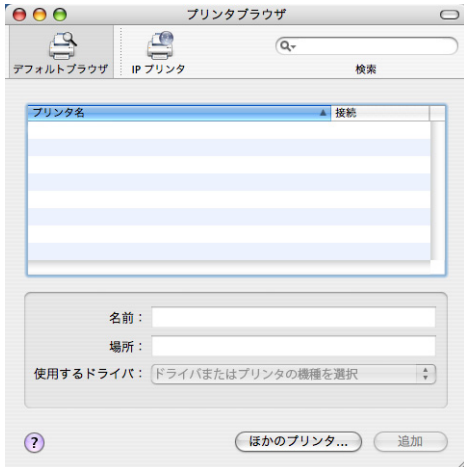 プリンタブラウザ
デフォルトブラウザ IP プリンタ 検索
プリンタ名 接続
名前：
場所：
使用するドライバ： ドライバまたはプリンタの機種を選択
? ほかのプリンタ... 追加